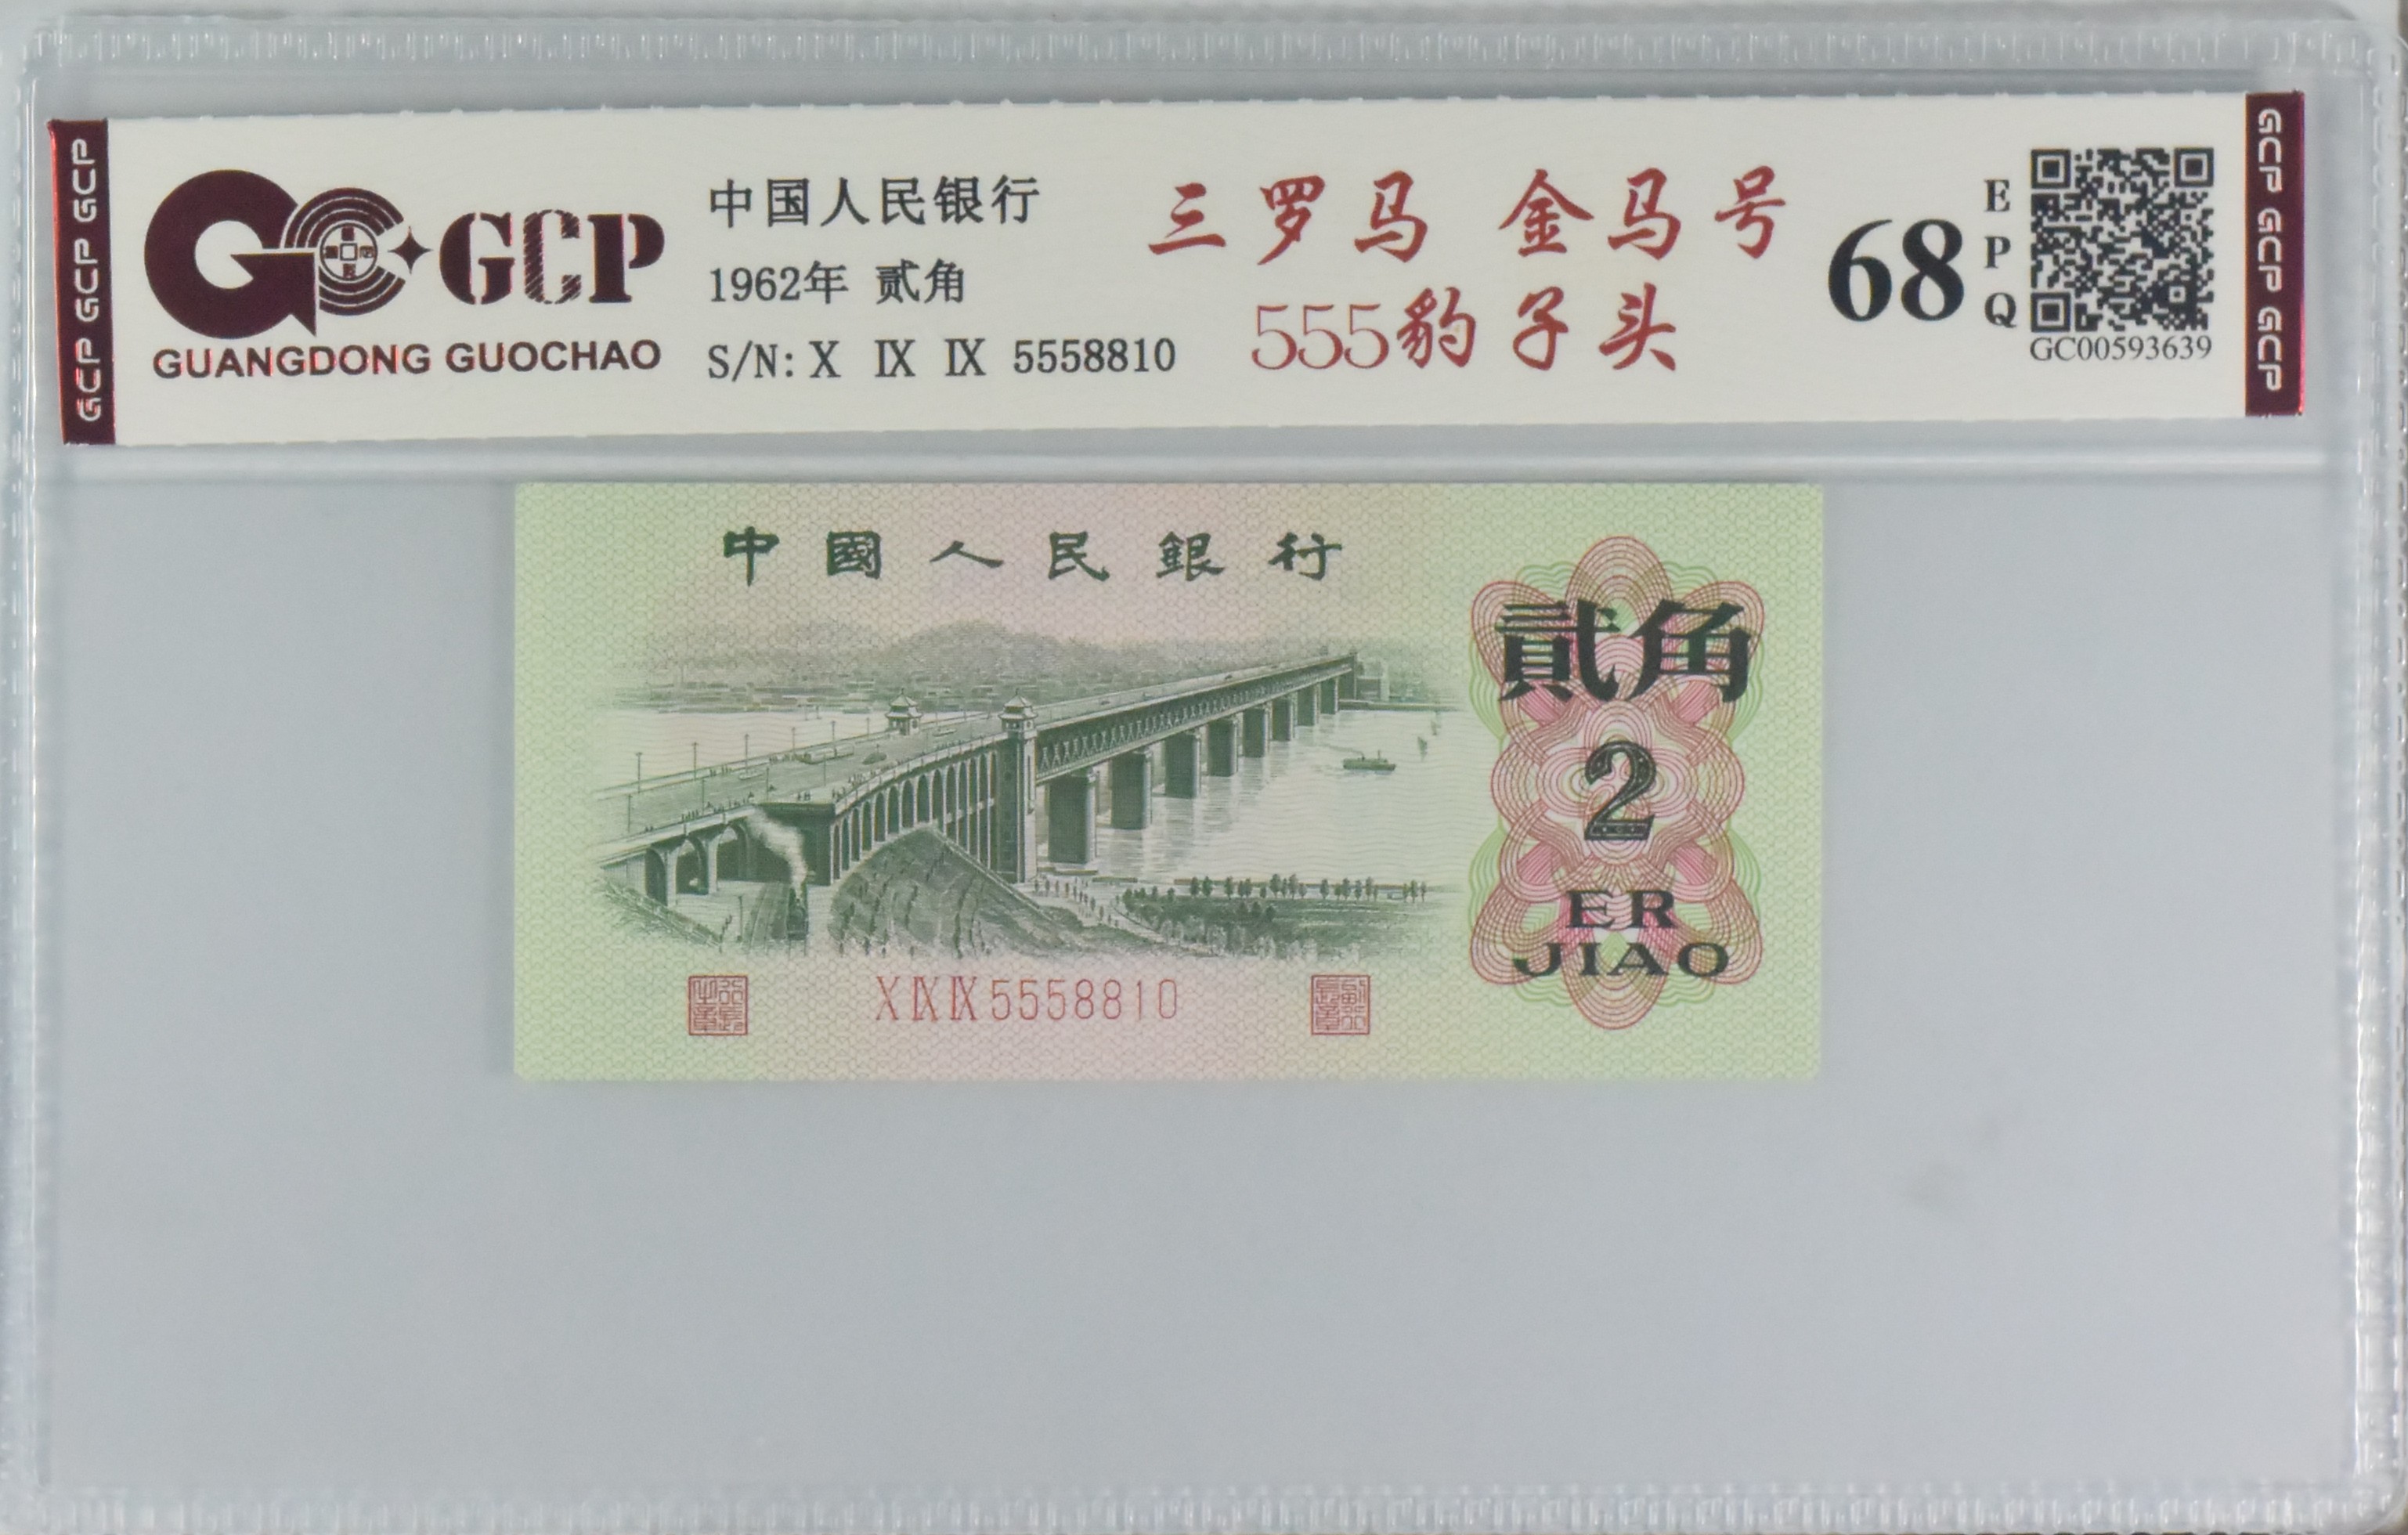 GCP GCP GCP
GCP
GUANGDONG GUOCHAO
中国人民银行
1962年 贰角
S/N: X IX IX 5558810
三罗马 金马号
555豹子头
68
EPQ
GC00593639
GCP GCP GCP
中國人民銀行
貳角
2
ER
JIAO
X IX IX 5558810